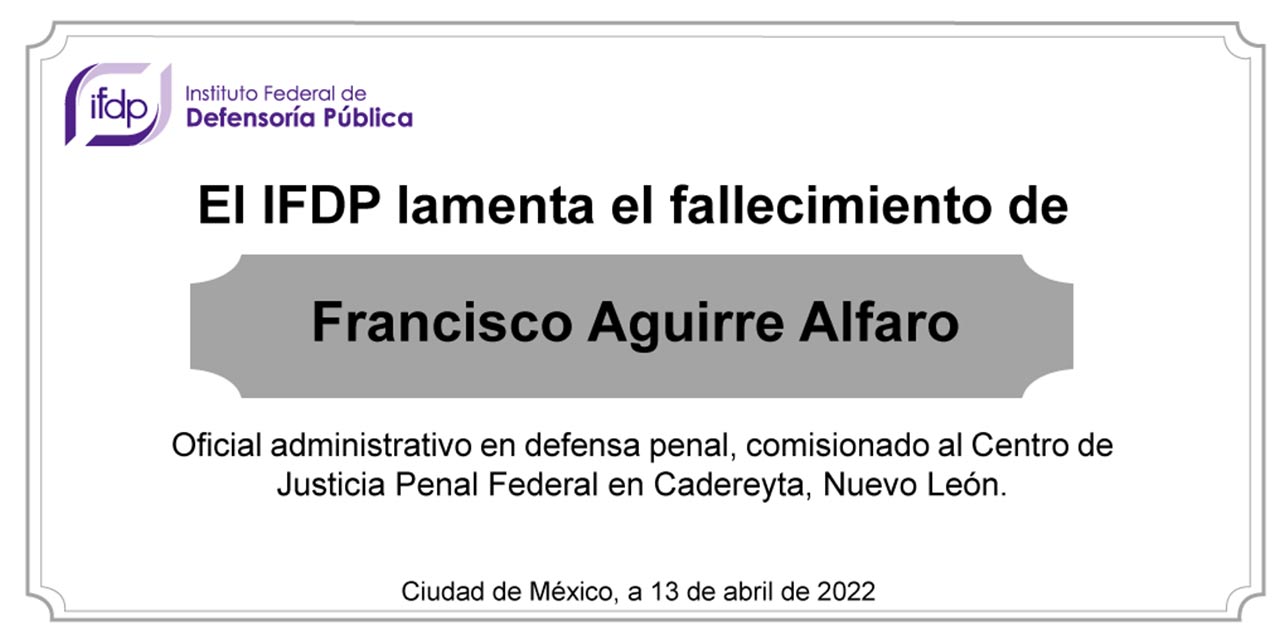 ifdp
Instituto Federal de
Defensoría Pública
El IFDP lamenta el fallecimiento de
Francisco Aguirre Alfaro
Oficial administrativo en defensa penal, comisionado al Centro de
Justicia Penal Federal en Cadereyta, Nuevo León.
Ciudad de México, a 13 de abril de 2022